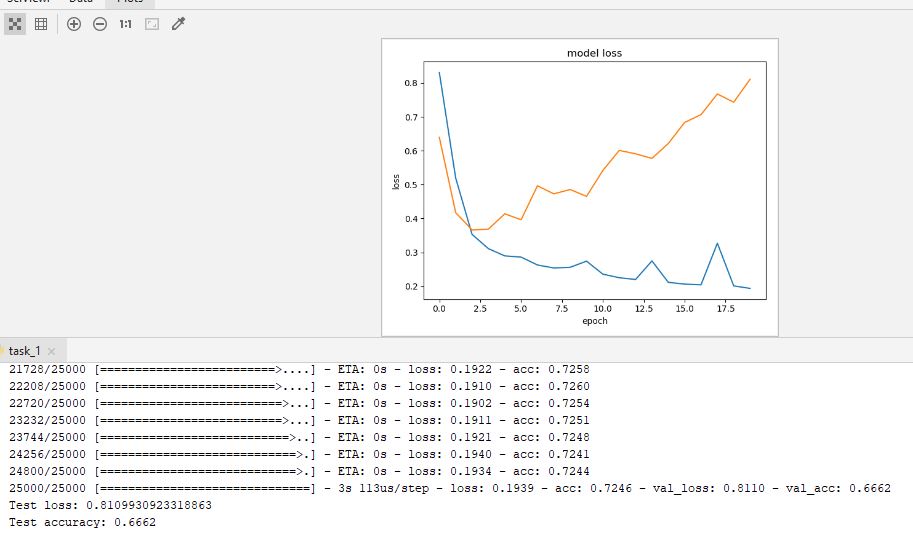 Data
Plots
1:1
model loss
0.8
0.7
0.6
0.5
0.4
0.3
0.2
loss
0.0 2.5 5.0 7.5 10.0 12.5 15.0 17.5
epoch
task_1
21728/25000 [=========================>....] - ETA: 0s - loss: 0.1922 - acc: 0.7258
22208/25000 [=========================>....] - ETA: 0s - loss: 0.1910 - acc: 0.7260
22720/25000 [==========================>...] - ETA: 0s - loss: 0.1902 - acc: 0.7254
23232/25000 [==========================>...] - ETA: 0s - loss: 0.1911 - acc: 0.7251
23744/25000 [===========================>..] - ETA: 0s - loss: 0.1921 - acc: 0.7248
24256/25000 [============================>.] - ETA: 0s - loss: 0.1940 - acc: 0.7241
24800/25000 [============================>.] - ETA: 0s - loss: 0.1934 - acc: 0.7244
25000/25000 [==============================] - 3s 113us/step - loss: 0.1939 - acc: 0.7246 - val_loss: 0.8110 - val_acc: 0.6662
Test loss: 0.8109930923318863
Test accuracy: 0.6662